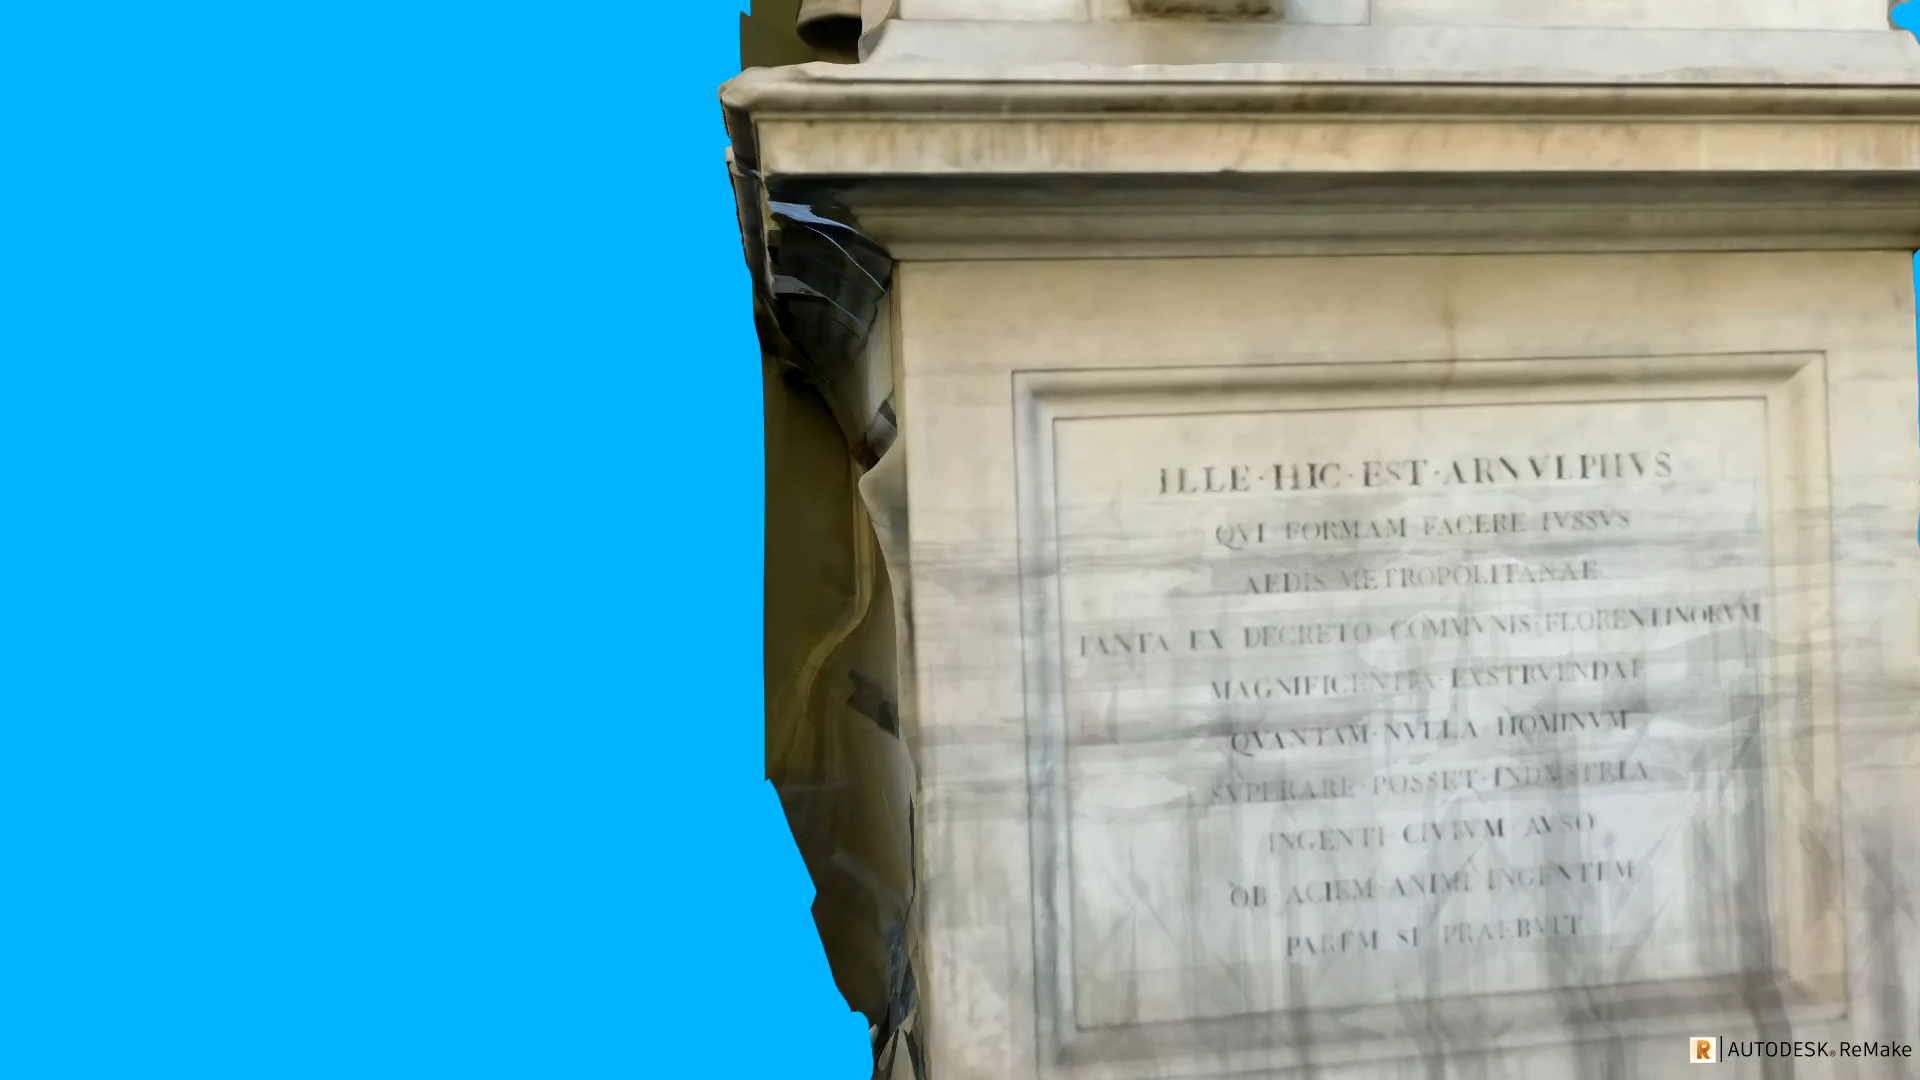 ILLE·HIC·EST·ARNVLPHVS
QVI FORMAM FACERE IVSSVS
AEDIS METROPOLITANAE
TANTA EX DECRETO COMMVNIS FLORENTINORVM
MAGNIFICENTIA EXSTRVENDAE
QVANTAM·NVLLA·HOMINVM
SVPERARE POSSET·INDVSTRIA
INGENTI CIVIVM AVSO
OB ACIEM ANIMI INGENTEM
PAREM SE PRAEBVIT
AUTODESK® ReMake